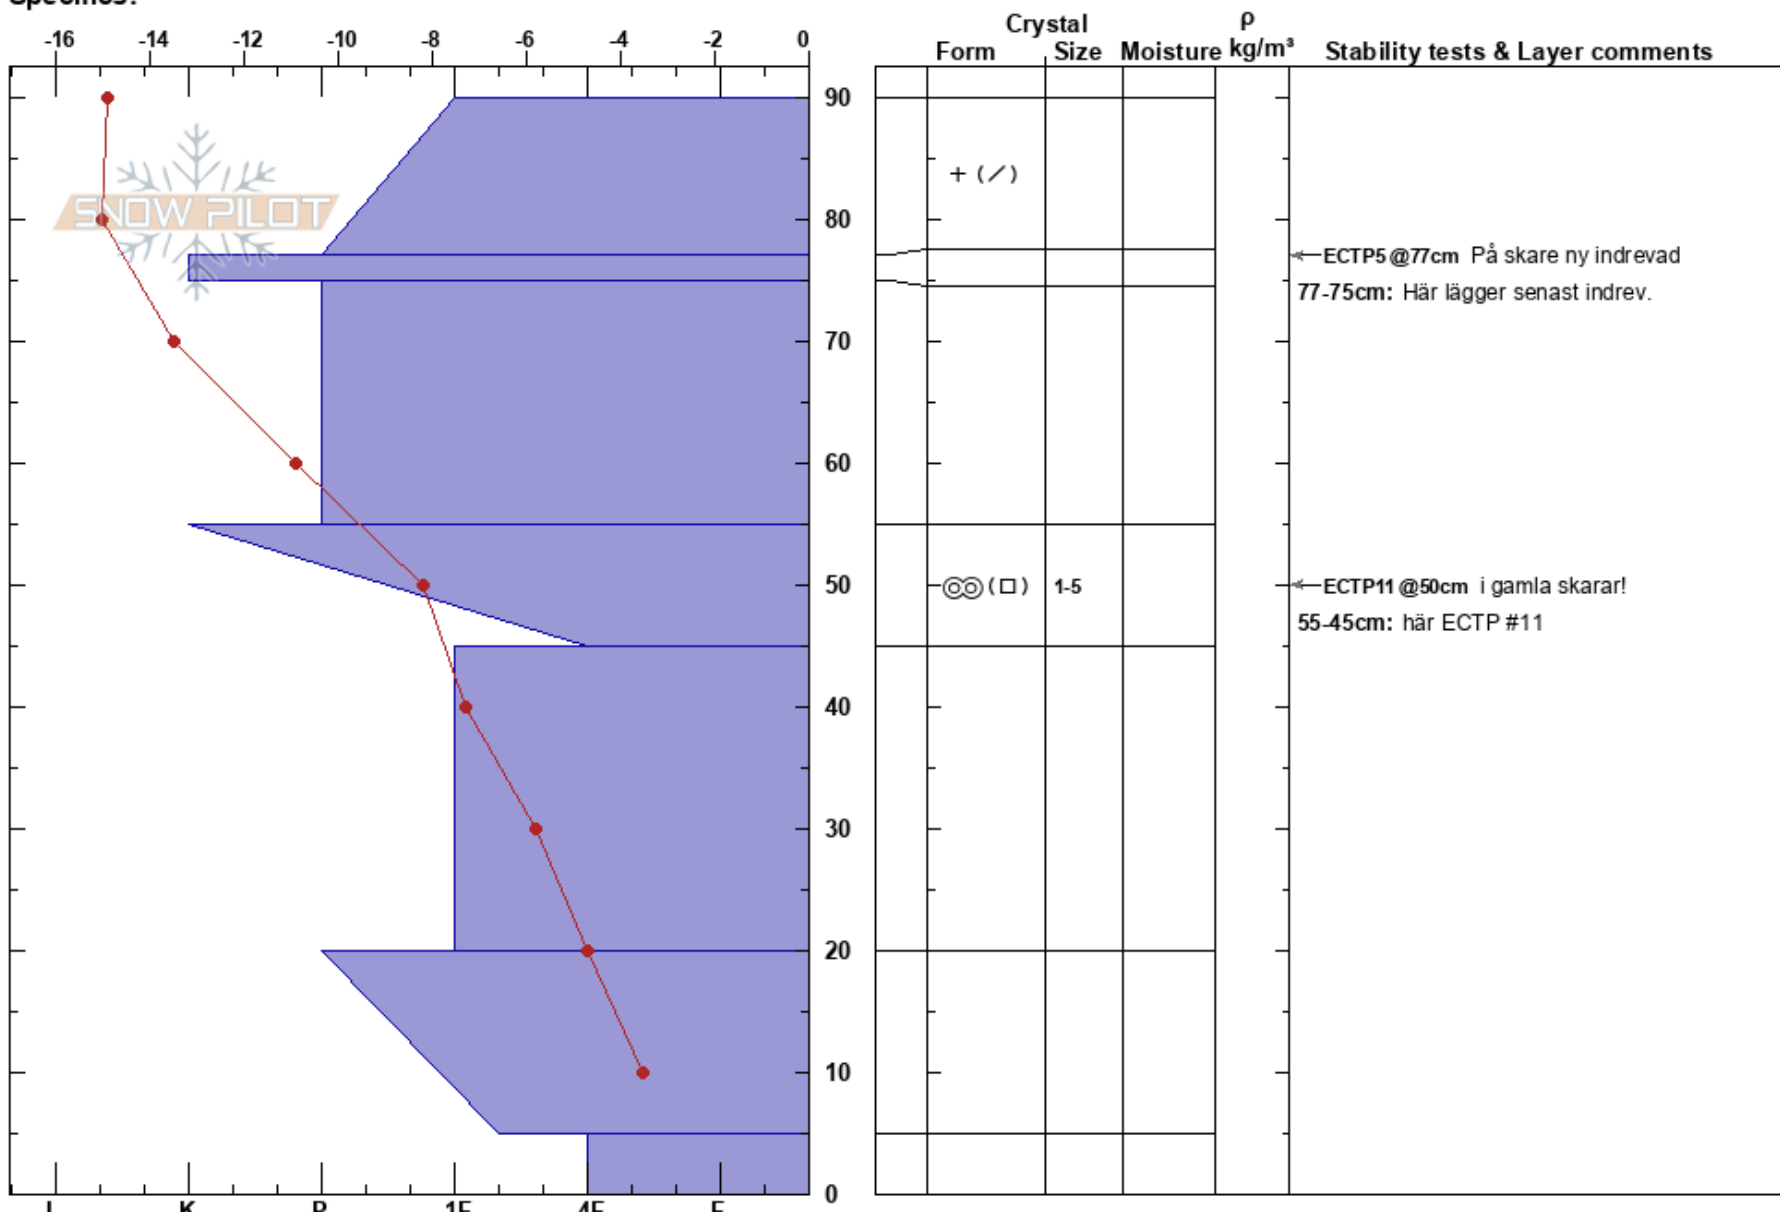 -16 -14 -12 -10 -8 -6 -4 -2 0
Crystal
Form Size Moisture ρ kg/m³ Stability tests & Layer comments
90
+ (∕)
SNOW PILOT
80
ECTP5 @77cm På skare ny indrevad
77-75cm: Här lägger senast indrev.
70
60
50
(□) 1-5
ECTP11 @50cm i gamla skarar!
55-45cm: här ECTP #11
40
30
20
10
0
K P 1F 4F F